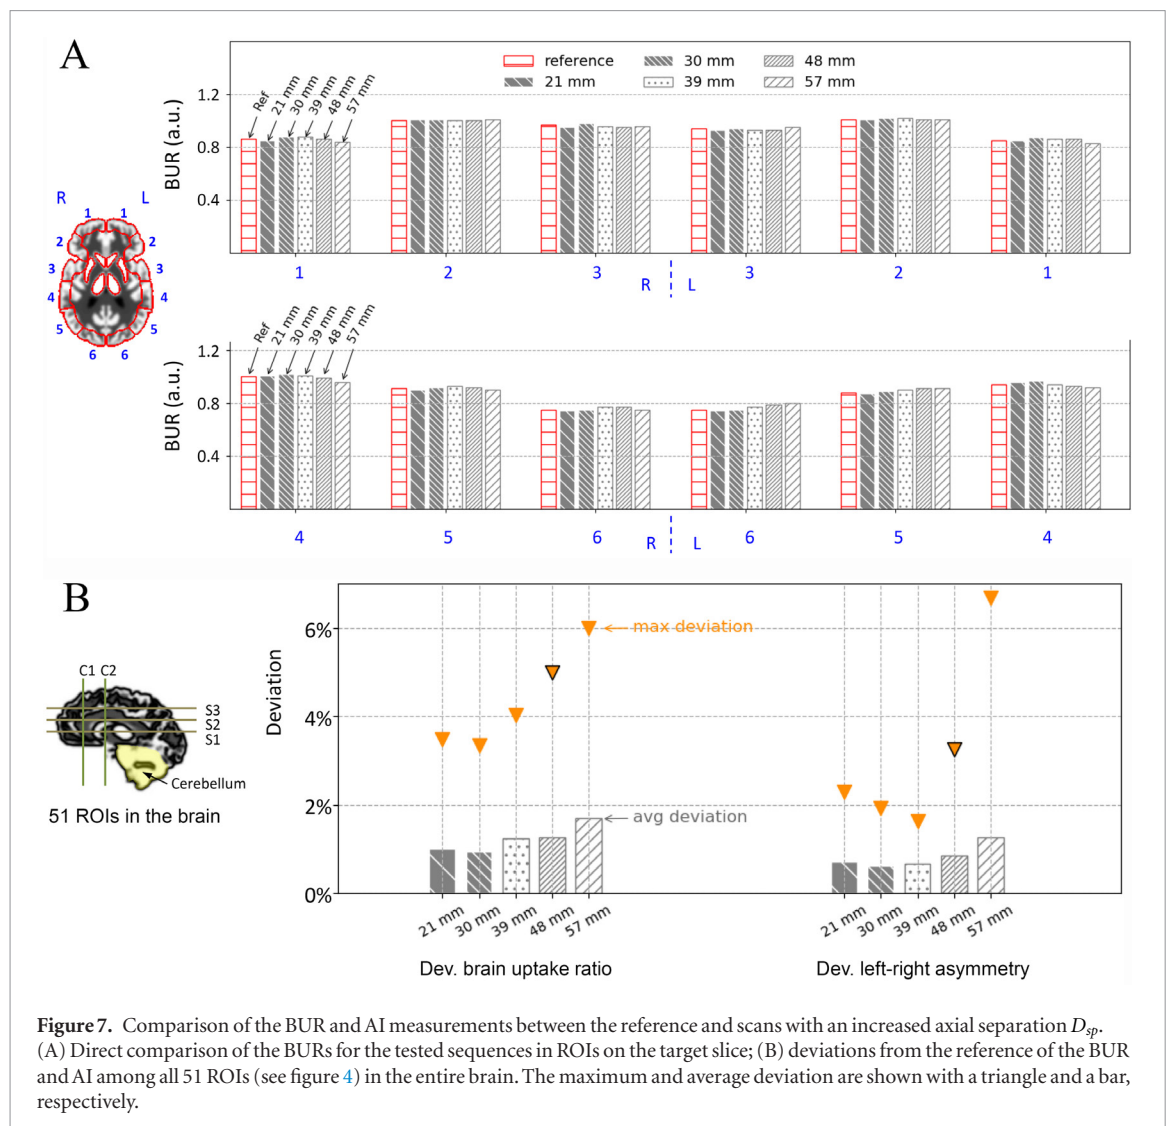 A
reference
30 mm
48 mm
21 mm
39 mm
57 mm
1.2
0.8
0.4
BUR (a.u.)
Ref
21 mm
30 mm
39 mm
48 mm
57 mm
1 2 3 R L 3 2 1
R L
1 1
2 2
3 3
4 4
5 5
6 6
1.2
0.8
0.4
BUR (a.u.)
Ref
21 mm
30 mm
39 mm
48 mm
57 mm
4 5 6 R L 6 5 4
B
6%
4%
2%
0%
Deviation
max deviation
avg deviation
C1 C2
S3
S2
S1
Cerebellum
51 ROIs in the brain
21 mm
30 mm
39 mm
48 mm
57 mm
21 mm
30 mm
39 mm
48 mm
57 mm
Dev. brain uptake ratio
Dev. left-right asymmetry
Figure 7. Comparison of the BUR and AI measurements between the reference and scans with an increased axial separation Dsp.
(A) Direct comparison of the BURs for the tested sequences in ROIs on the target slice; (B) deviations from the reference of the BUR
and AI among all 51 ROIs (see figure 4) in the entire brain. The maximum and average deviation are shown with a triangle and a bar,
respectively.